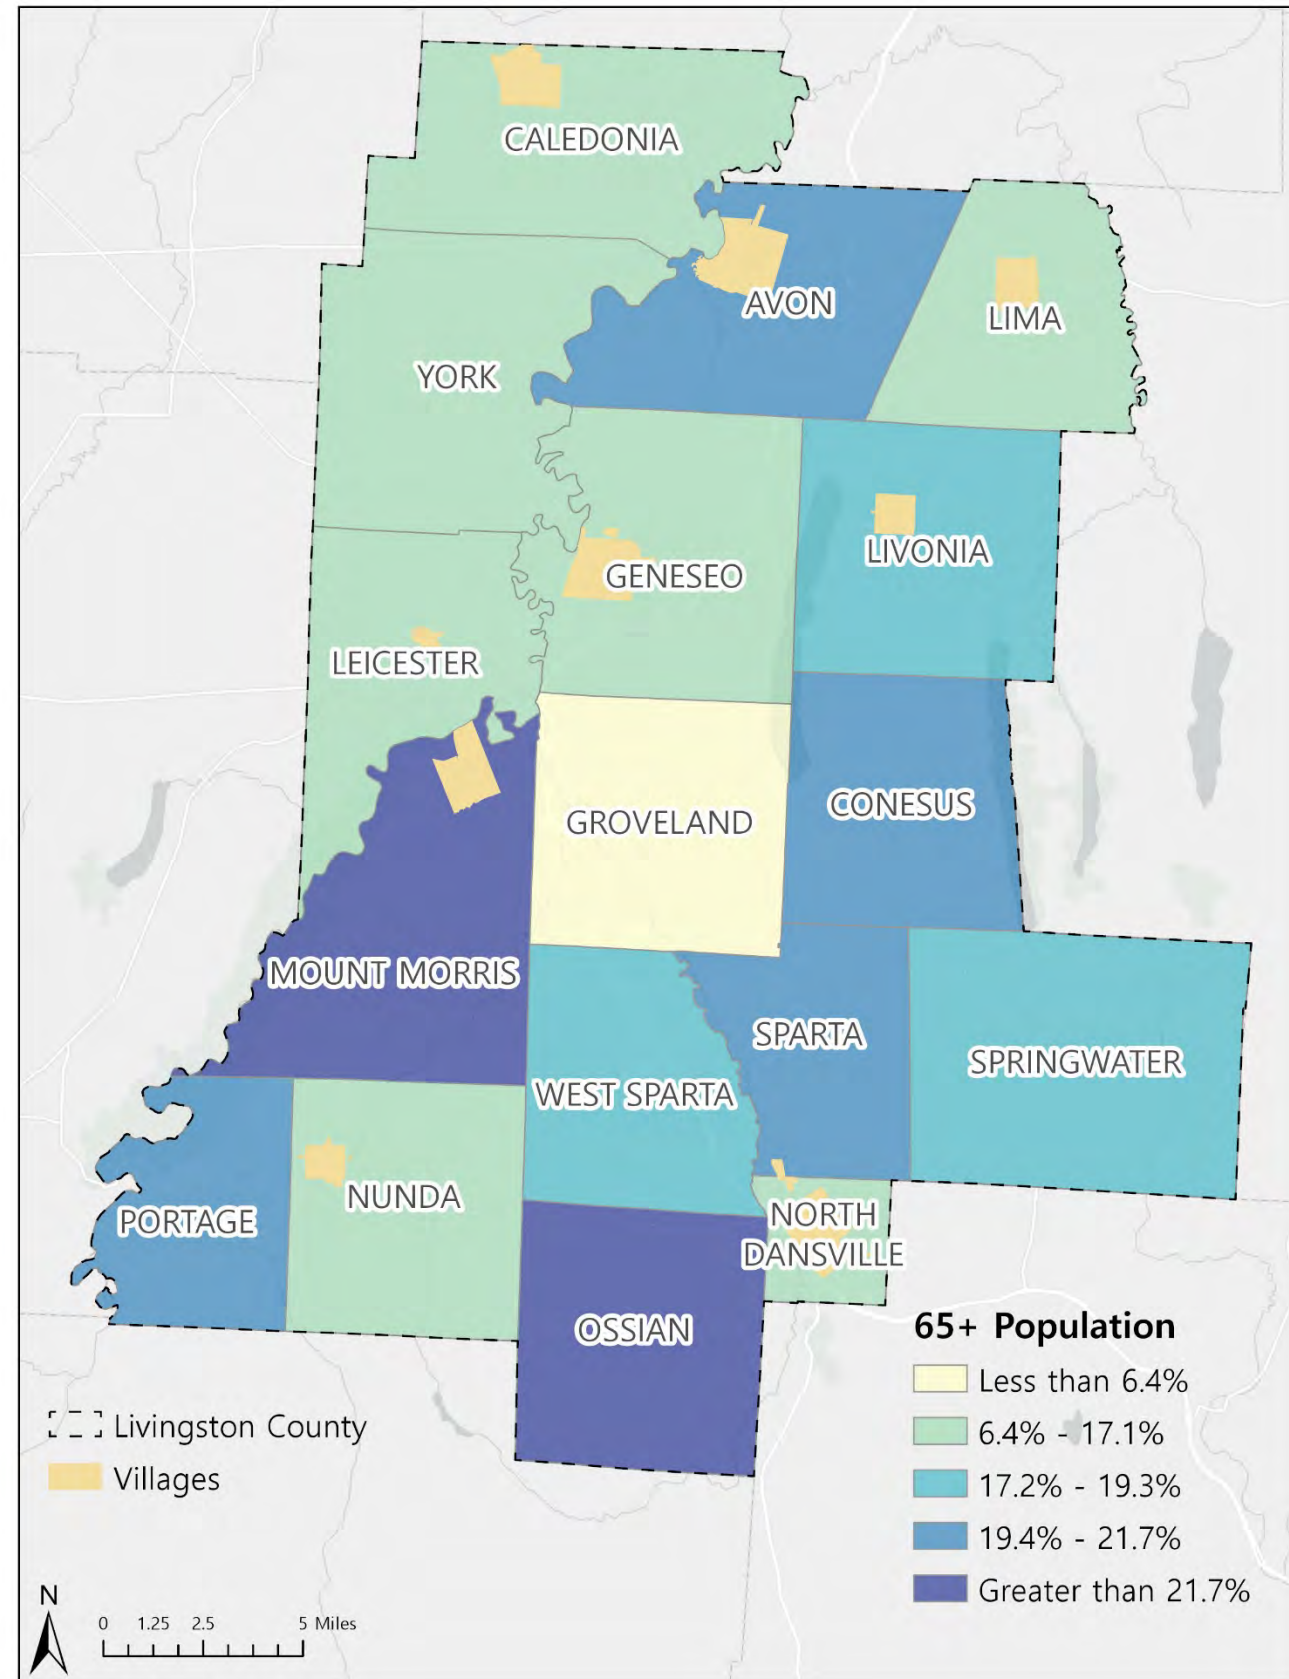 CALEDONIA
AVON
LIMA
YORK
LIVONIA
GENESEO
LEICESTER
CONESUS
GROVELAND
MOUNT MORRIS
SPARTA
SPRINGWATER
WEST SPARTA
NUNDA
PORTAGE
NORTH
DANSVILLE
OSSIAN
65+ Population
Less than 6.4%
6.4% - 17.1%
17.2% - 19.3%
19.4% - 21.7%
Greater than 21.7%
Livingston County
Villages
N
0 1.25 2.5 5 Miles